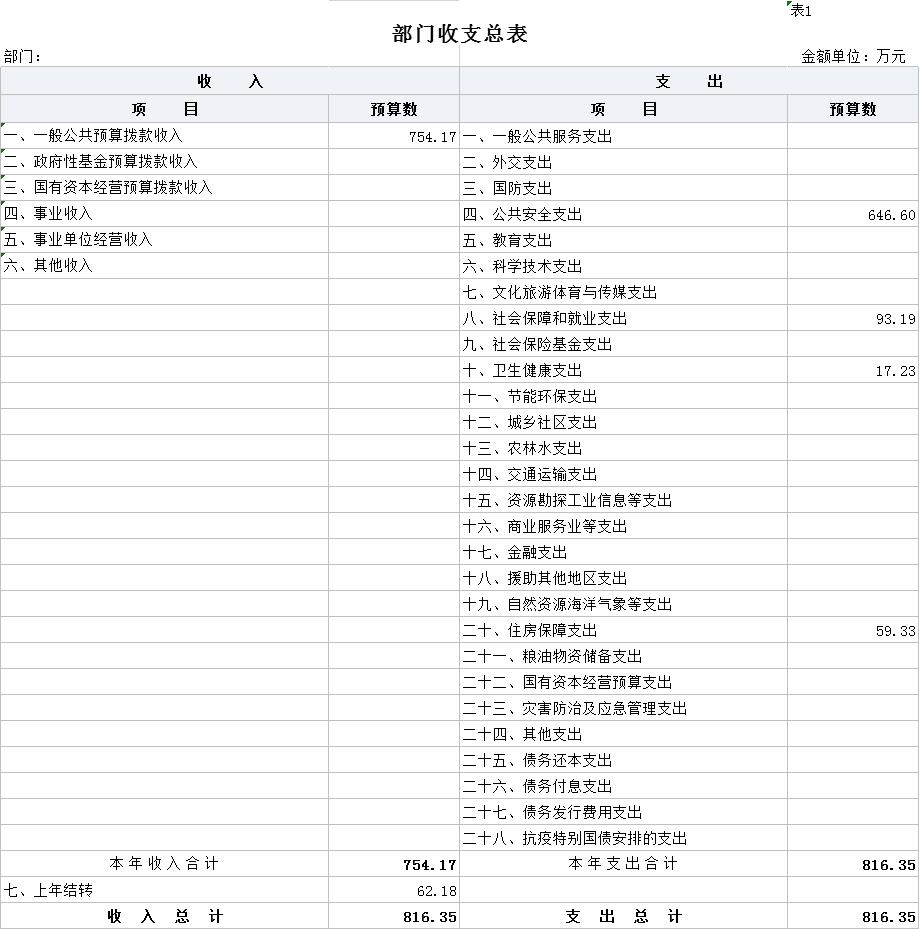 表1
部门收支总表
部门： 金额单位：万元
收 入 支 出
项 目 预算数 项 目 预算数
一、一般公共预算拨款收入 754.17 一、一般公共服务支出
二、政府性基金预算拨款收入 二、外交支出
三、国有资本经营预算拨款收入 三、国防支出
四、事业收入 四、公共安全支出 646.60
五、事业单位经营收入 五、教育支出
六、其他收入 六、科学技术支出
七、文化旅游体育与传媒支出
八、社会保障和就业支出 93.19
九、社会保险基金支出
十、卫生健康支出 17.23
十一、节能环保支出
十二、城乡社区支出
十三、农林水支出
十四、交通运输支出
十五、资源勘探工业信息等支出
十六、商业服务业等支出
十七、金融支出
十八、援助其他地区支出
十九、自然资源海洋气象等支出
二十、住房保障支出 59.33
二十一、粮油物资储备支出
二十二、国有资本经营预算支出
二十三、灾害防治及应急管理支出
二十四、其他支出
二十五、债务还本支出
二十六、债务付息支出
二十七、债务发行费用支出
二十八、抗疫特别国债安排的支出
本年收入合计 754.17 本年支出合计 816.35
七、上年结转 62.18
收 入 总 计 816.35 支 出 总 计 816.35